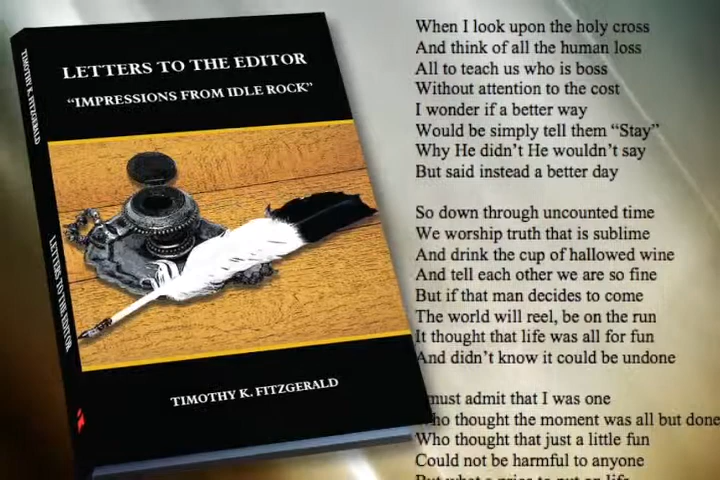 TIMOTHY K. FITZGERALD
LETTERS TO THE EDITOR
LETTERS TO THE EDITOR
“IMPRESSIONS FROM IDLE ROCK”
TIMOTHY K. FITZGERALD
When I look upon the holy cross
And think of all the human loss
All to teach us who is boss
Without attention to the cost
I wonder if a better way
Would be simply tell them “Stay”
Why He didn’t He wouldn’t say
But said instead a better day
So down through uncounted time
We worship truth that is sublime
And drink the cup of hallowed wine
And tell each other we are so fine
But if that man decides to come
The world will reel, be on the run
It thought that life was all for fun
And didn’t know it could be undone
must admit that I was one
Who thought the moment was all but done
Who thought that just a little fun
Could not be harmful to anyone